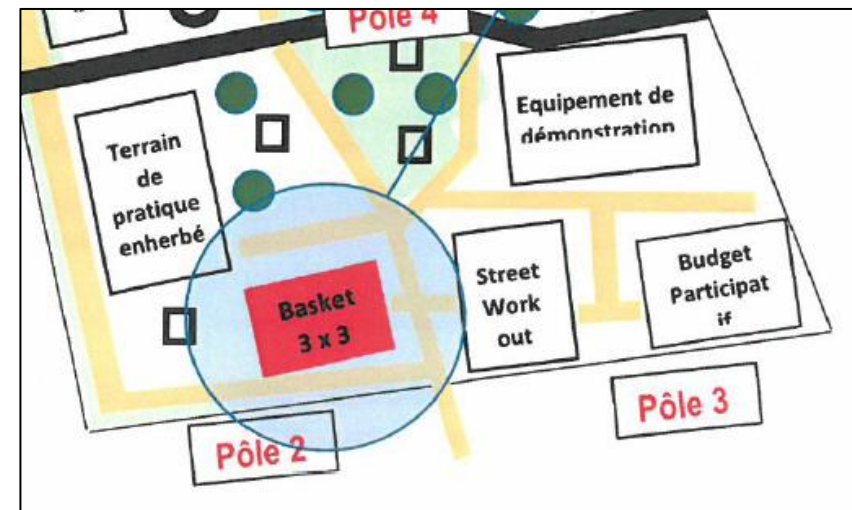 Pôle 4
Equipement de
démonstration
Terrain
de
pratique
enherbé
Basket
3 x 3
Street
Work
out
Budget
Participat
if
Pôle 2
Pôle 3